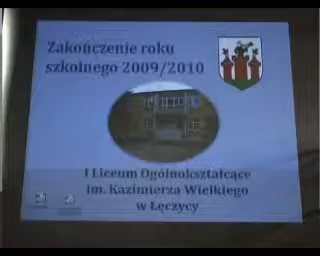 Zakończenie roku
szkolnego 2009/2010
I Liceum Ogólnokształcące
im. Kazimierza Wielkiego
w Łęczycy